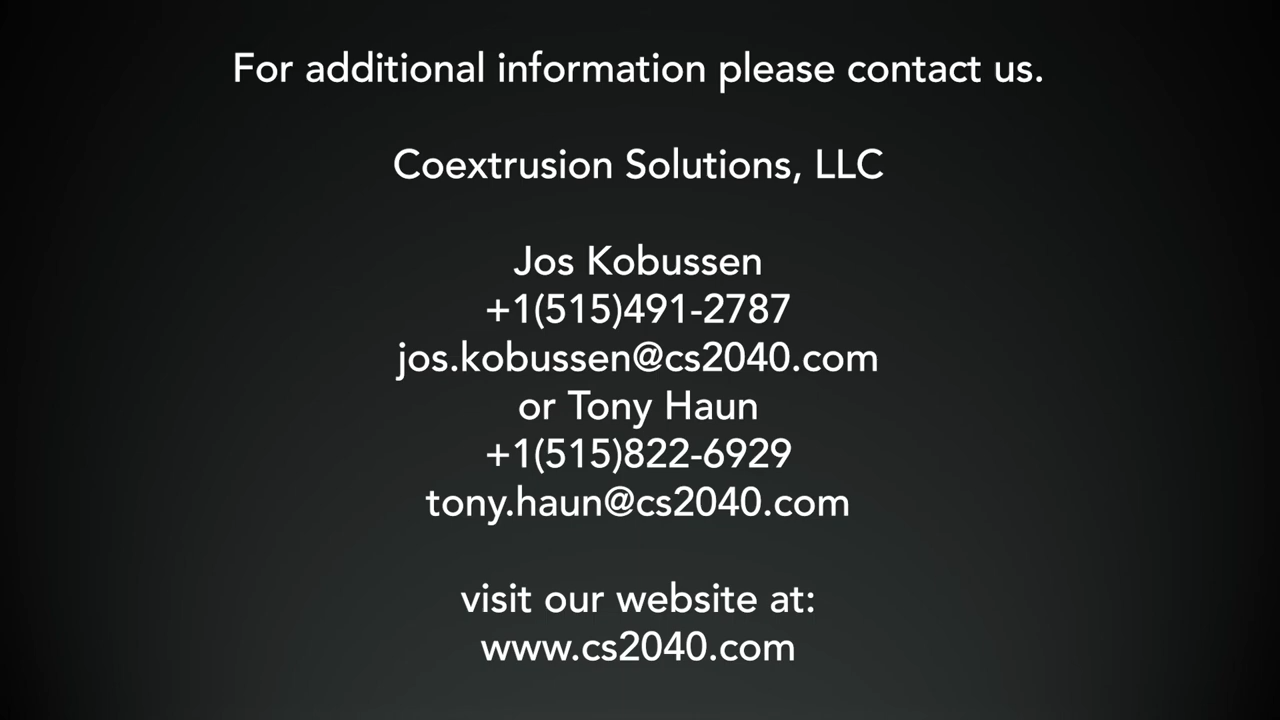 For additional information please contact us.
Coextrusion Solutions, LLC
Jos Kobussen
+1(515)491-2787
jos.kobussen@cs2040.com
or Tony Haun
+1(515)822-6929
tony.haun@cs2040.com
visit our website at:
www.cs2040.com